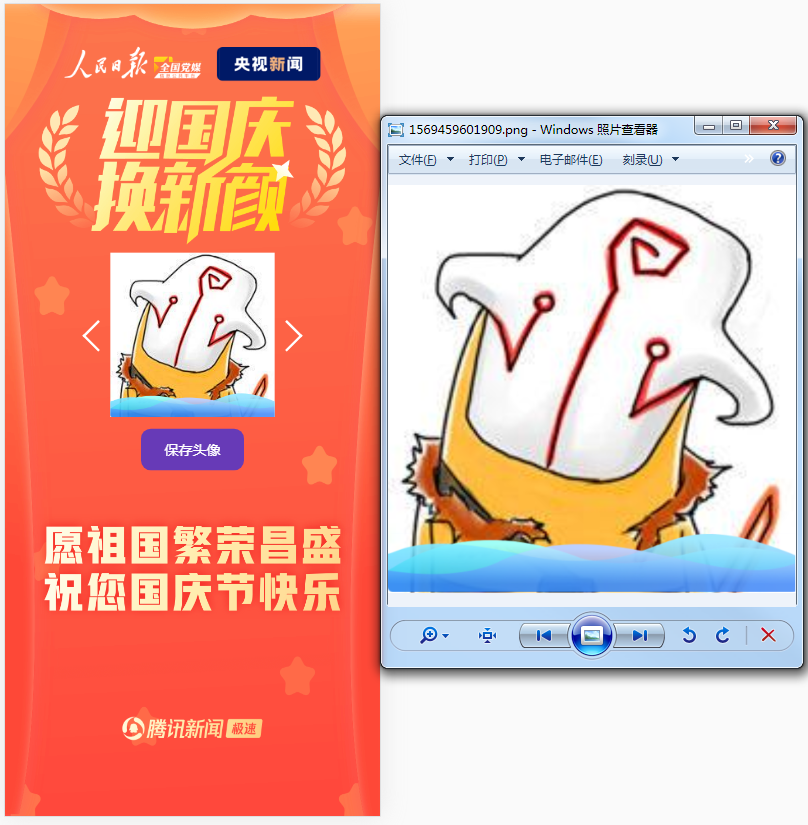 人民日报 全国党媒
央视新闻
迎国庆
换新颜
保存头像
愿祖国繁荣昌盛
祝您国庆节快乐
腾讯新闻 极速
1569459601909.png - Windows 照片查看器
文件(F) 打印(P) 电子邮件(E) 刻录(U) »